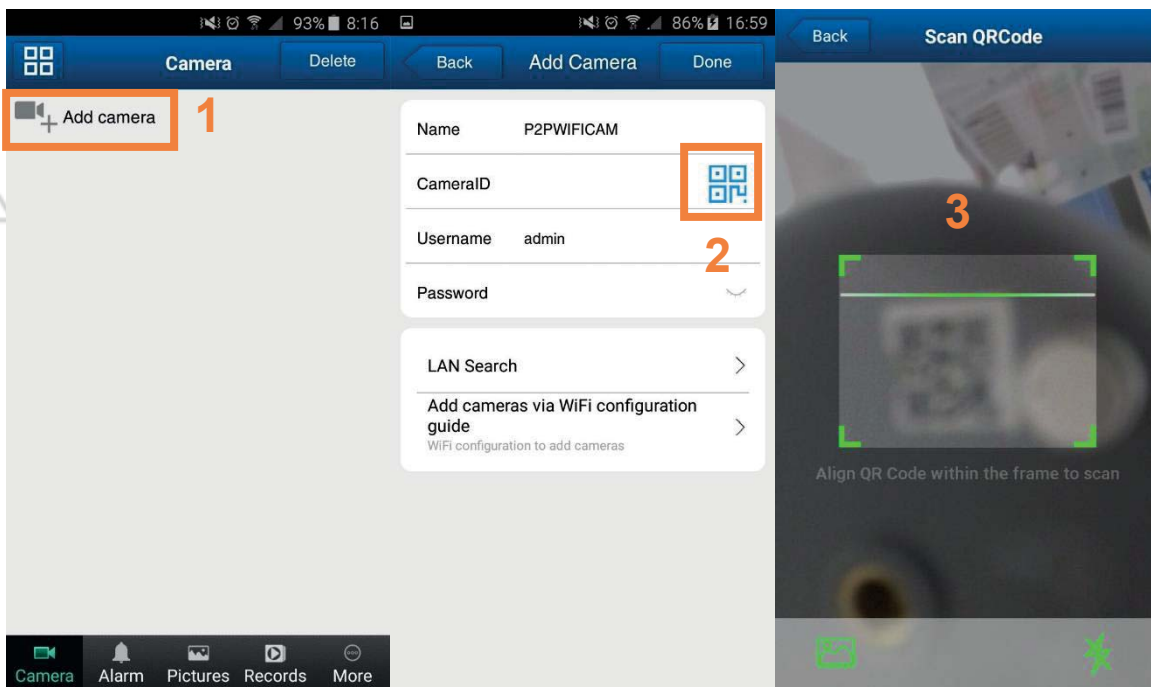 93% 8:16
Camera
Delete
Add camera
1
Camera
Alarm
Pictures
Records
More
86% 16:59
Back
Add Camera
Done
Name
P2PWIFICAM
CameraID
2
Username
admin
Password
LAN Search
Add cameras via WiFi configuration
guide
WiFi configuration to add cameras
Back
Scan QRCode
3
Align QR Code within the frame to scan